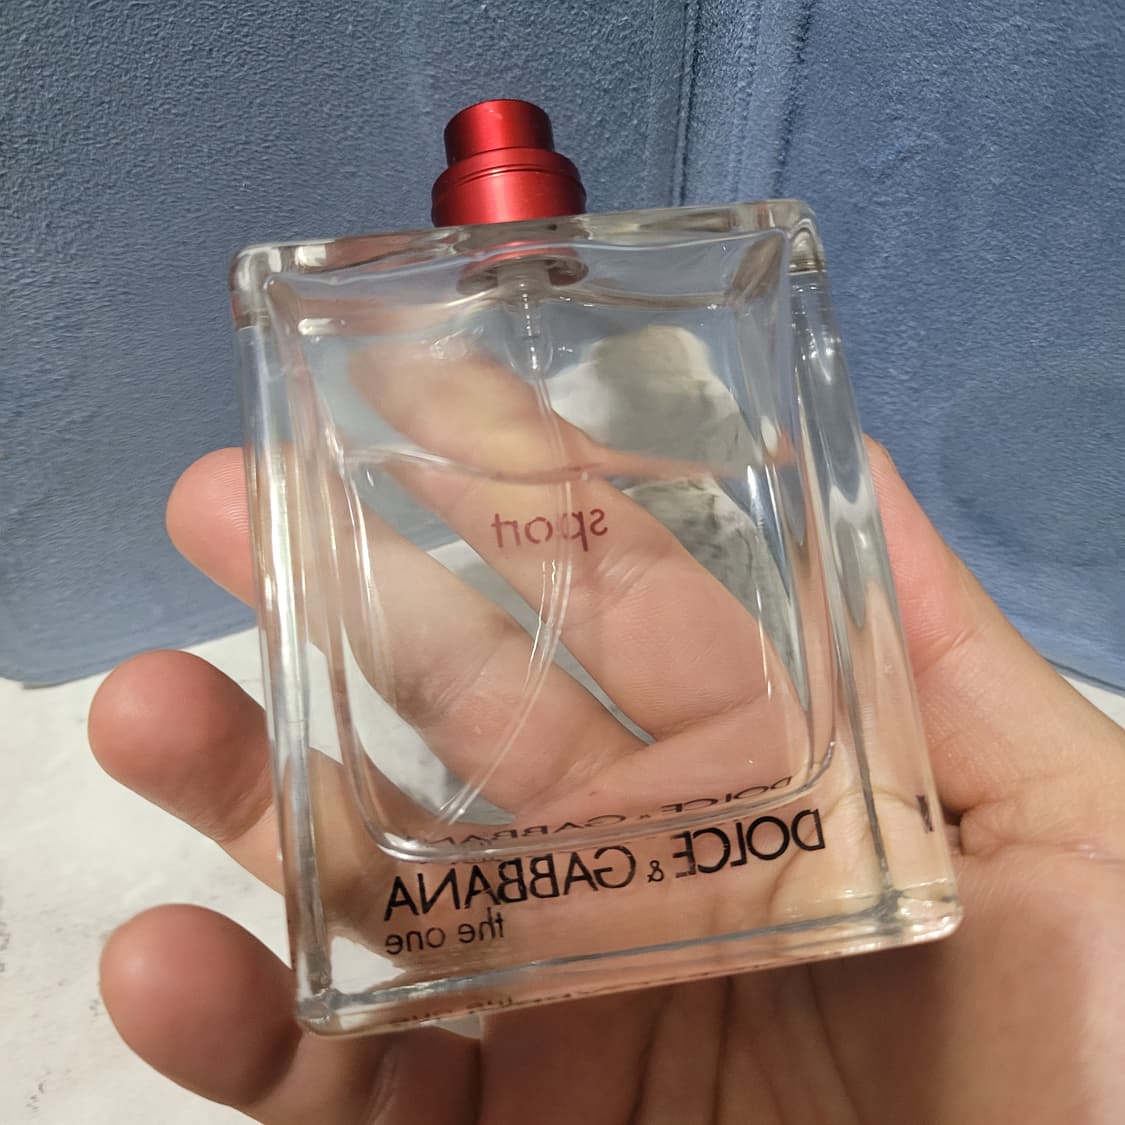 sport
DOLCE & GABBANA
the one